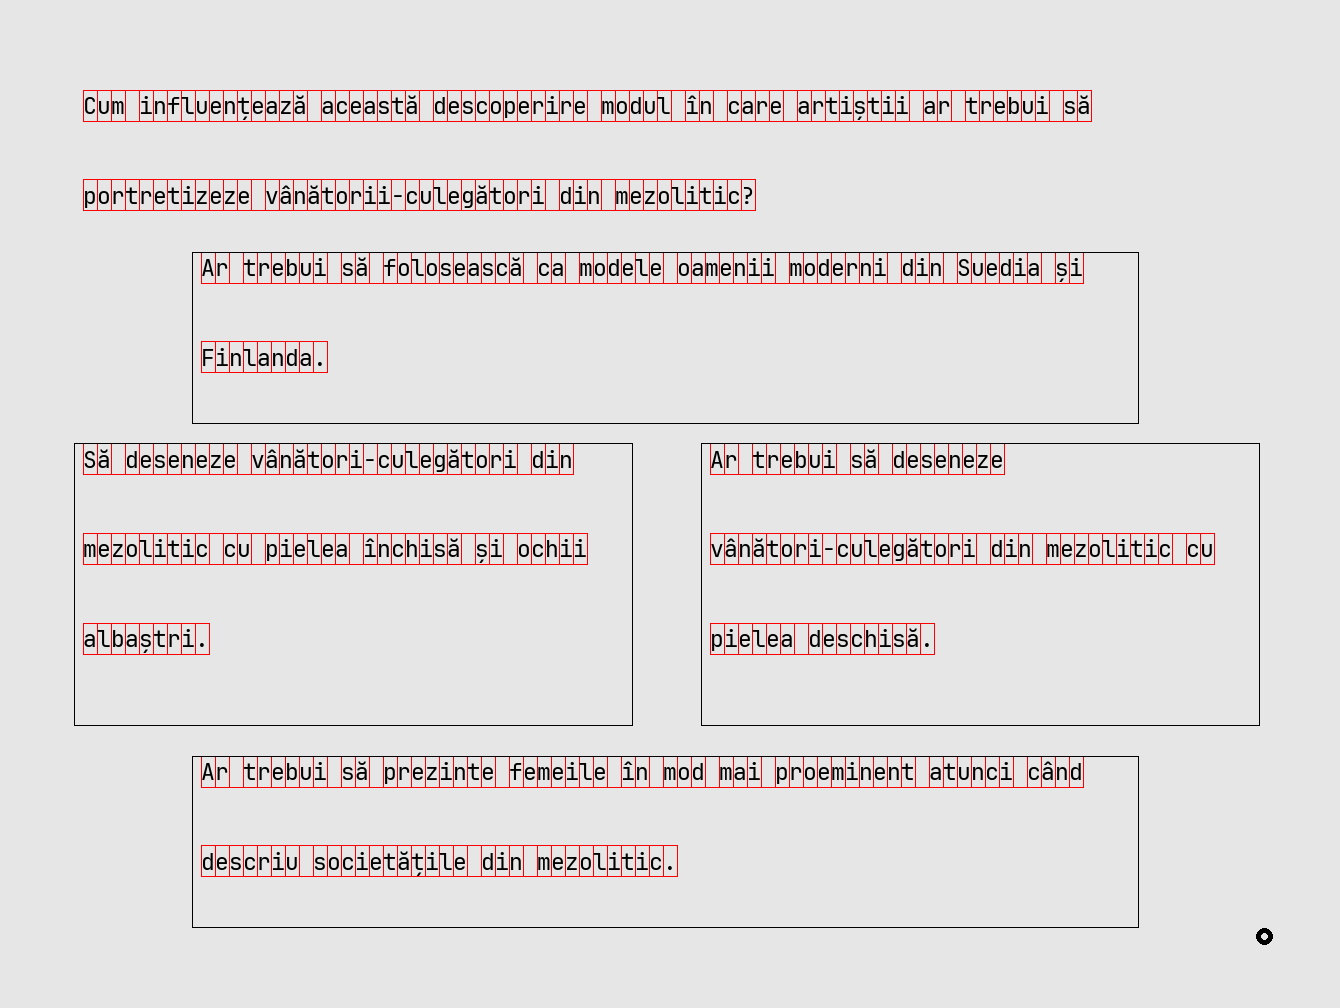 Cum influențează această descoperire modul în care artiștii ar trebui să
portretizeze vânătorii-culegători din mezolitic?
Ar trebui să folosească ca modele oamenii moderni din Suedia și
Finlanda.
Să deseneze vânători-culegători din
mezolitic cu pielea închisă și ochii
albaștri.
Ar trebui să deseneze
vânători-culegători din mezolitic cu
pielea deschisă.
Ar trebui să prezinte femeile în mod mai proeminent atunci când
descriu societățile din mezolitic.